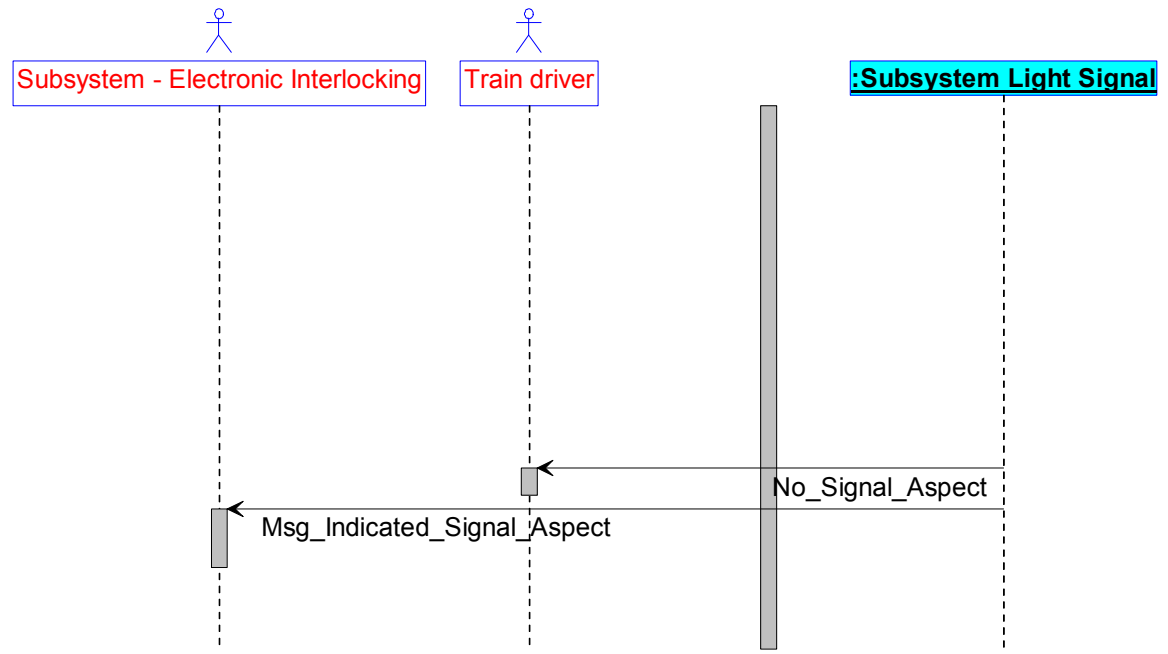 Subsystem - Electronic Interlocking
Train driver
:Subsystem Light Signal
No_Signal_Aspect
Msg_Indicated_Signal_Aspect